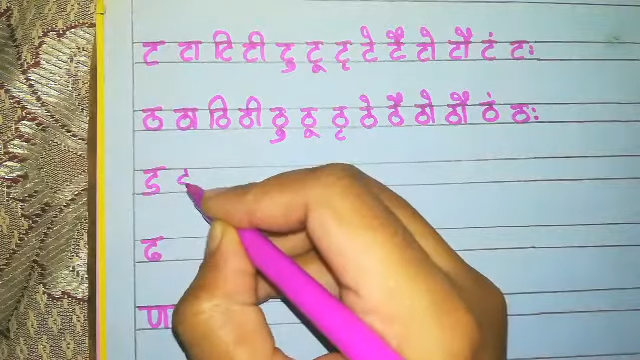 ट टा टि टी टु टू टृ टे टै टो टौ टं टः
ठ ठा ठि ठी ठु ठू ठृ ठे ठै ठो ठौ ठं ठः
ड
ढ
ण